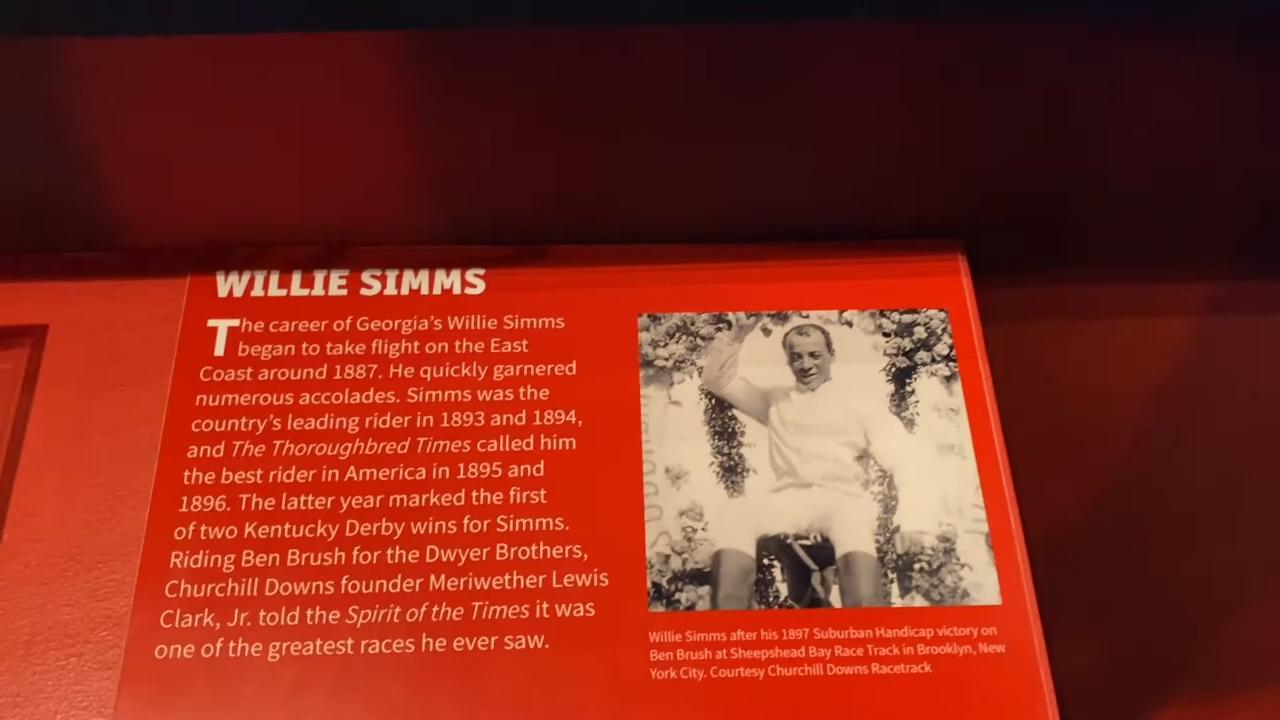 WILLIE SIMMS
The career of Georgia's Willie Simms
began to take flight on the East
Coast around 1887. He quickly garnered
numerous accolades. Simms was the
country's leading rider in 1893 and 1894,
and The Thoroughbred Times called him
the best rider in America in 1895 and
1896. The latter year marked the first
of two Kentucky Derby wins for Simms.
Riding Ben Brush for the Dwyer Brothers,
Churchill Downs founder Meriwether Lewis
Clark, Jr. told the Spirit of the Times it was
one of the greatest races he ever saw.
Willie Simms after his 1897 Suburban Handicap victory on
Ben Brush at Sheepshead Bay Race Track in Brooklyn, New
York City. Courtesy Churchill Downs Racetrack